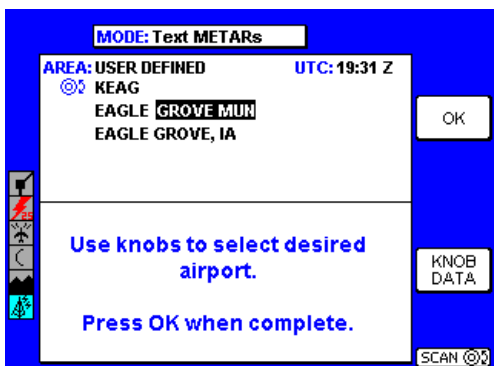 MODE: Text METARs
AREA: USER DEFINED UTC: 19:31 Z
KEAG
EAGLE GROVE MUN
EAGLE GROVE, IA
OK
25
Use knobs to select desired
airport.
KNOB
DATA
Press OK when complete.
SCAN